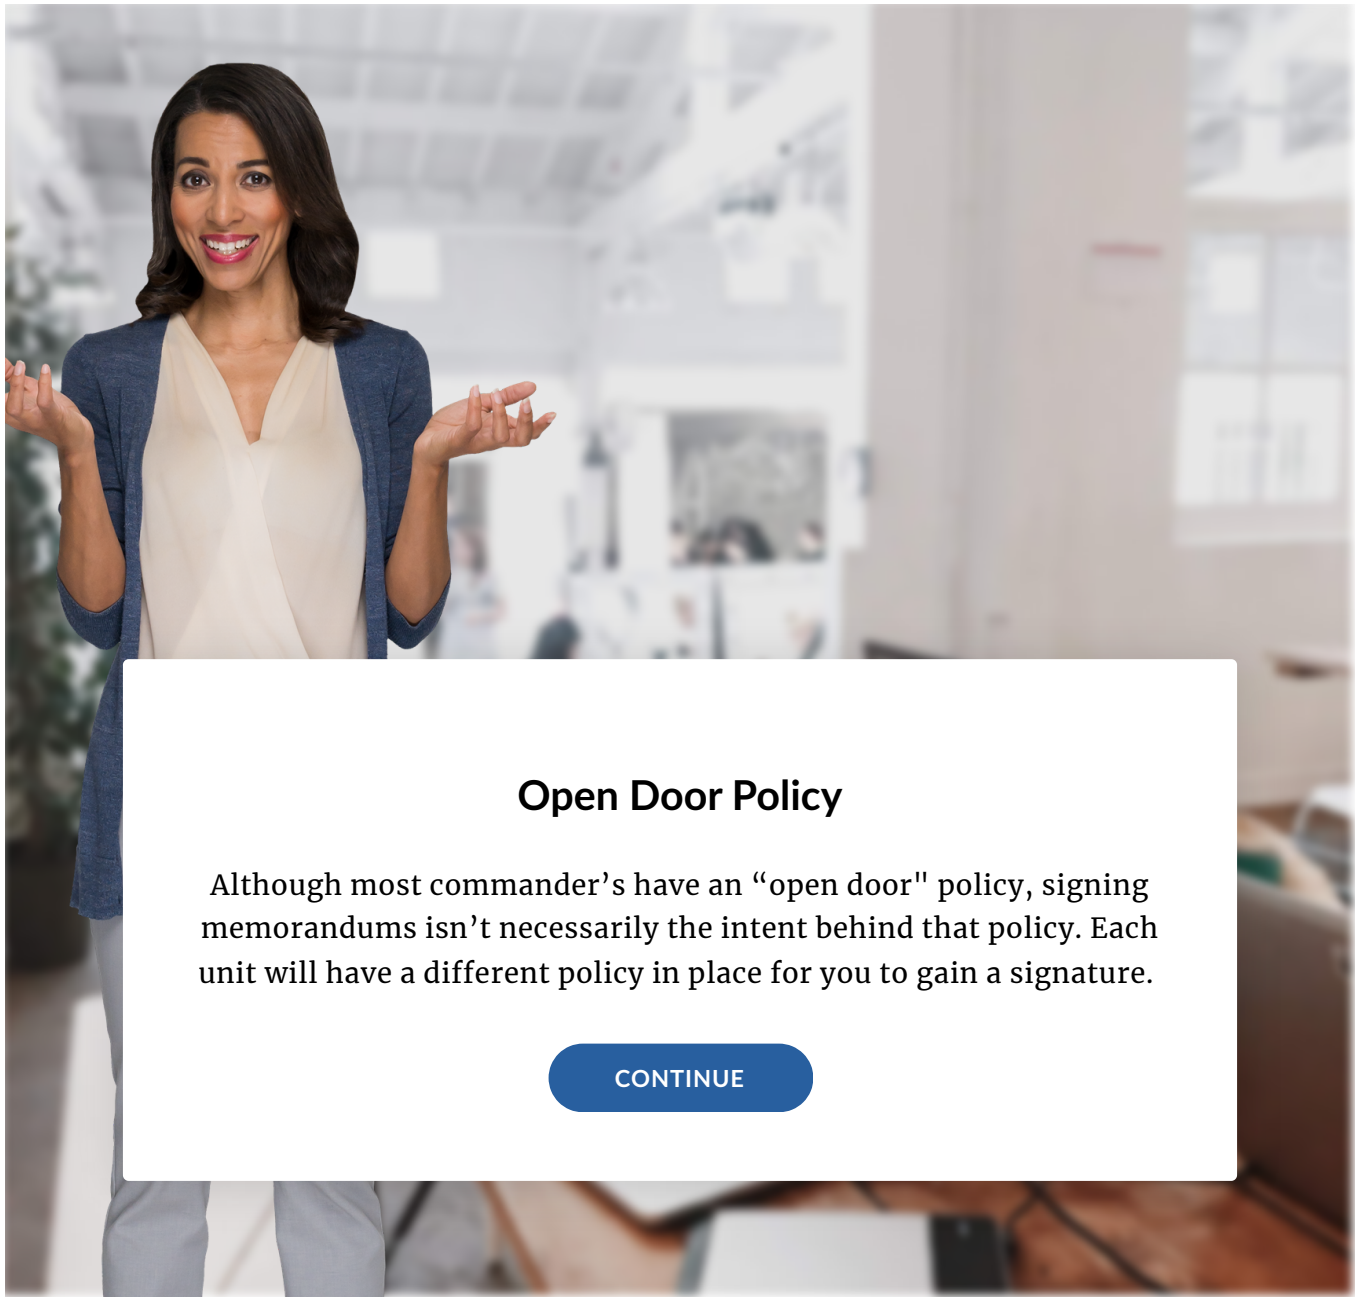 Open Door Policy
Although most commander’s have an “open door" policy, signing
memorandums isn’t necessarily the intent behind that policy. Each
unit will have a different policy in place for you to gain a signature.
CONTINUE